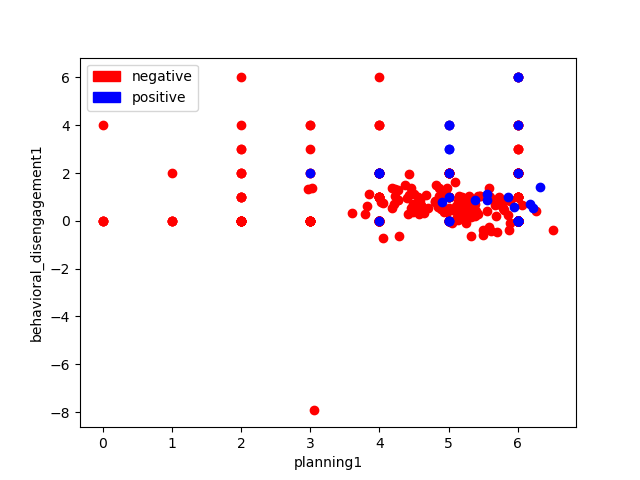 negative
positive
6
4
2
0
−2
−4
−6
−8
behavioral_disengagement1
0 1 2 3 4 5 6
planning1